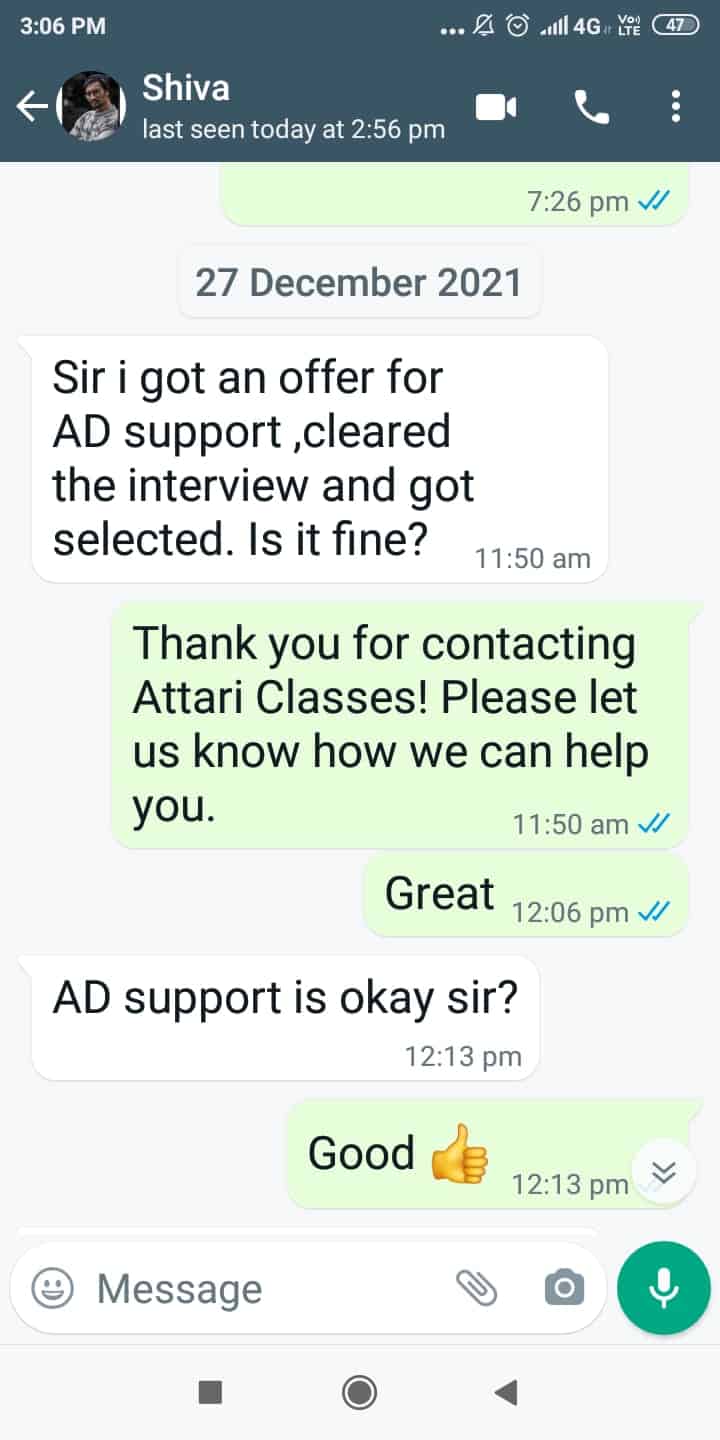 3:06 PM
4G
Vo))
LTE
47
Shiva
last seen today at 2:56 pm
7:26 pm
27 December 2021
Sir i got an offer for
AD support ,cleared
the interview and got
selected. Is it fine?
11:50 am
Thank you for contacting
Attari Classes! Please let
us know how we can help
you.
11:50 am
Great
12:06 pm
AD support is okay sir?
12:13 pm
Good 👍
12:13 pm
Message